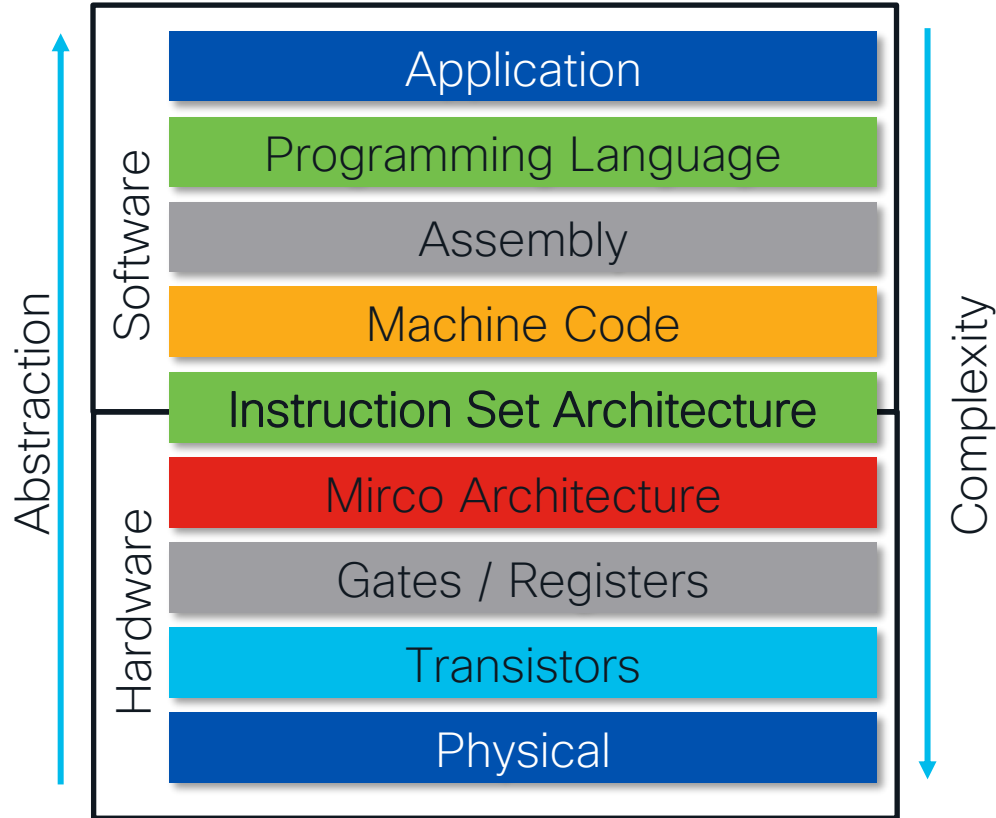 Application
Programming Language
Assembly
Machine Code
Instruction Set Architecture
Mirco Architecture
Gates / Registers
Transistors
Physical
Software
Hardware
Abstraction
Complexity